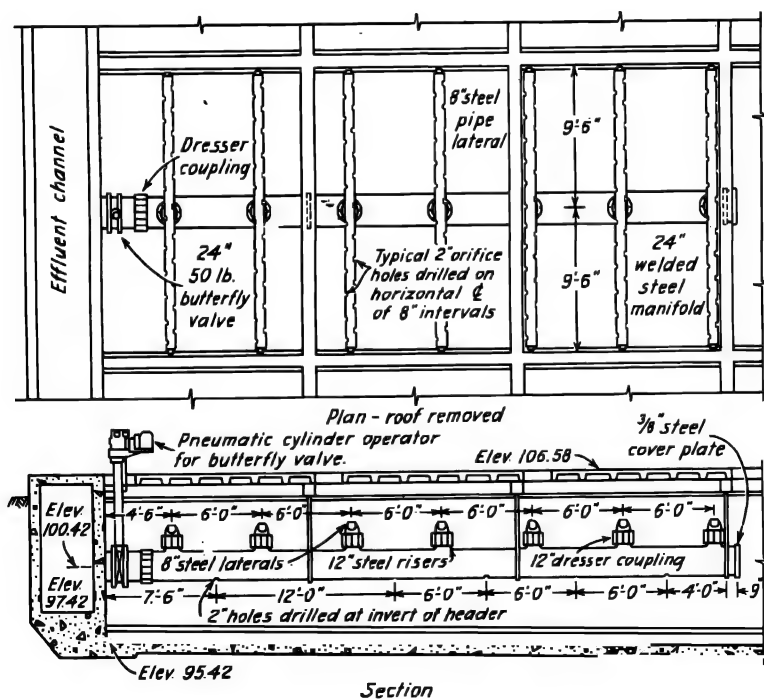 Effluent channel
Dresser
coupling
24"
50 lb.
butterfly
valve
8" steel
pipe
lateral
9'-6"
9'-6"
Typical 2" orifice
holes drilled on
horizontal ℄
of 8" intervals
24"
welded
steel
manifold
Plan - roof removed
Pneumatic cylinder operator
for butterfly valve.
Elev. 106.58
3/8" steel
cover plate
Elev.
100.42
Elev.
97.42
4'-6"
6'-0"
6'-0"
6'-0"
6'-0"
6'-0"
6'-0"
8" steel laterals
12" steel risers
12" dresser coupling
7'-6"
12'-0"
6'-0"
6'-0"
6'-0"
4'-0"
9
2" holes drilled at invert of header
Elev. 95.42
Section